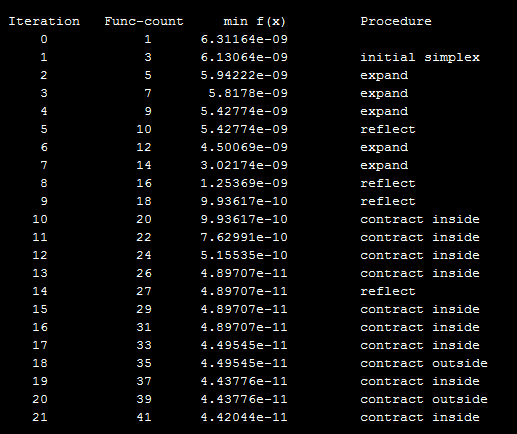 Iteration Func-count min f(x) Procedure
0 1 6.31164e-09
1 3 6.13064e-09 initial simplex
2 5 5.94222e-09 expand
3 7 5.8178e-09 expand
4 9 5.42774e-09 expand
5 10 5.42774e-09 reflect
6 12 4.50069e-09 expand
7 14 3.02174e-09 expand
8 16 1.25369e-09 reflect
9 18 9.93617e-10 reflect
10 20 9.93617e-10 contract inside
11 22 7.62991e-10 contract inside
12 24 5.15535e-10 contract inside
13 26 4.89707e-11 contract inside
14 27 4.89707e-11 reflect
15 29 4.89707e-11 contract inside
16 31 4.89707e-11 contract inside
17 33 4.49545e-11 contract inside
18 35 4.49545e-11 contract outside
19 37 4.43776e-11 contract inside
20 39 4.43776e-11 contract outside
21 41 4.42044e-11 contract inside